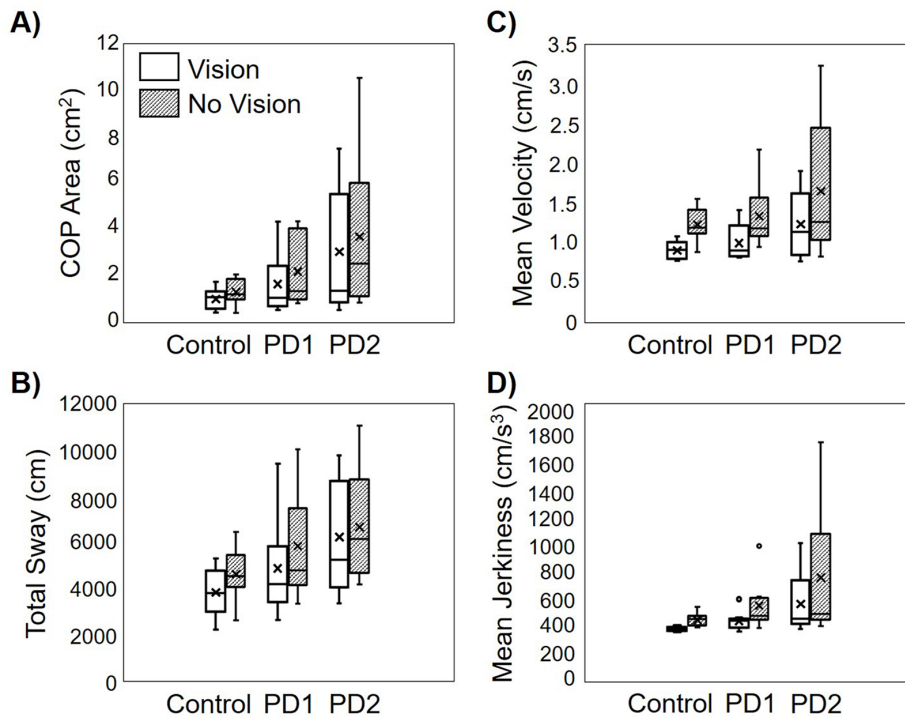 A)
COP Area (cm²)
12
10
8
6
4
2
0
Vision
No Vision
Control PD1 PD2
C)
Mean Velocity (cm/s)
3.5
3.0
2.5
2.0
1.5
1.0
0.5
0
Control PD1 PD2
B)
Total Sway (cm)
12000
10000
8000
6000
4000
2000
0
Control PD1 PD2
D)
Mean Jerkiness (cm/s³)
2000
1800
1600
1400
1200
1000
800
600
400
200
0
Control PD1 PD2